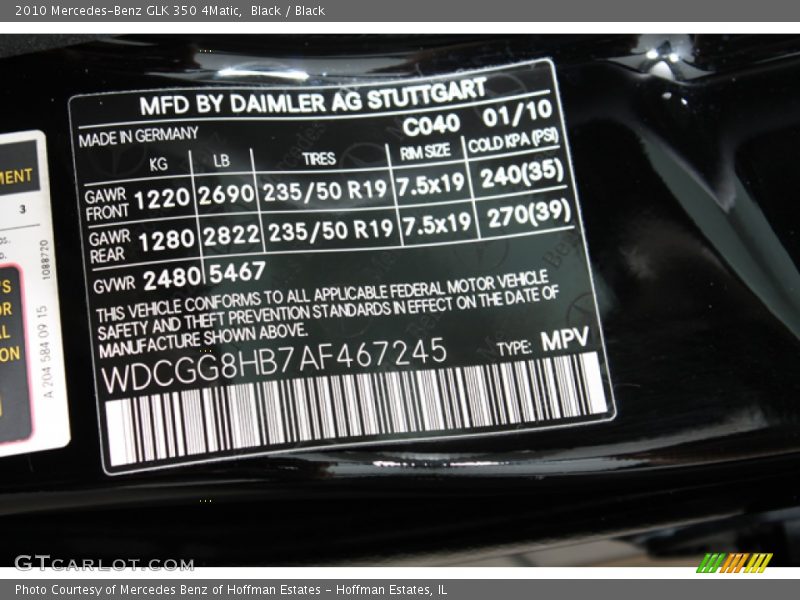 2010 Mercedes-Benz GLK 350 4Matic,  Black / Black
MFD BY DAIMLER AG STUTTGART
MADE IN GERMANY C040 01/10
KG LB TIRES RIM SIZE COLD KPA (PSI)
GAWR FRONT 1220 2690 235/50 R19 7.5x19 240(35)
GAWR REAR 1280 2822 235/50 R19 7.5x19 270(39)
GVWR 2480 5467
THIS VEHICLE CONFORMS TO ALL APPLICABLE FEDERAL MOTOR VEHICLE
SAFETY AND THEFT PREVENTION STANDARDS IN EFFECT ON THE DATE OF
MANUFACTURE SHOWN ABOVE.
WDCGG8HB7AF467245 TYPE: MPV
MENT
3
1088720
A 204 584 09 15
GTCARLOT.COM
Photo Courtesy of Mercedes Benz of Hoffman Estates - Hoffman Estates, IL